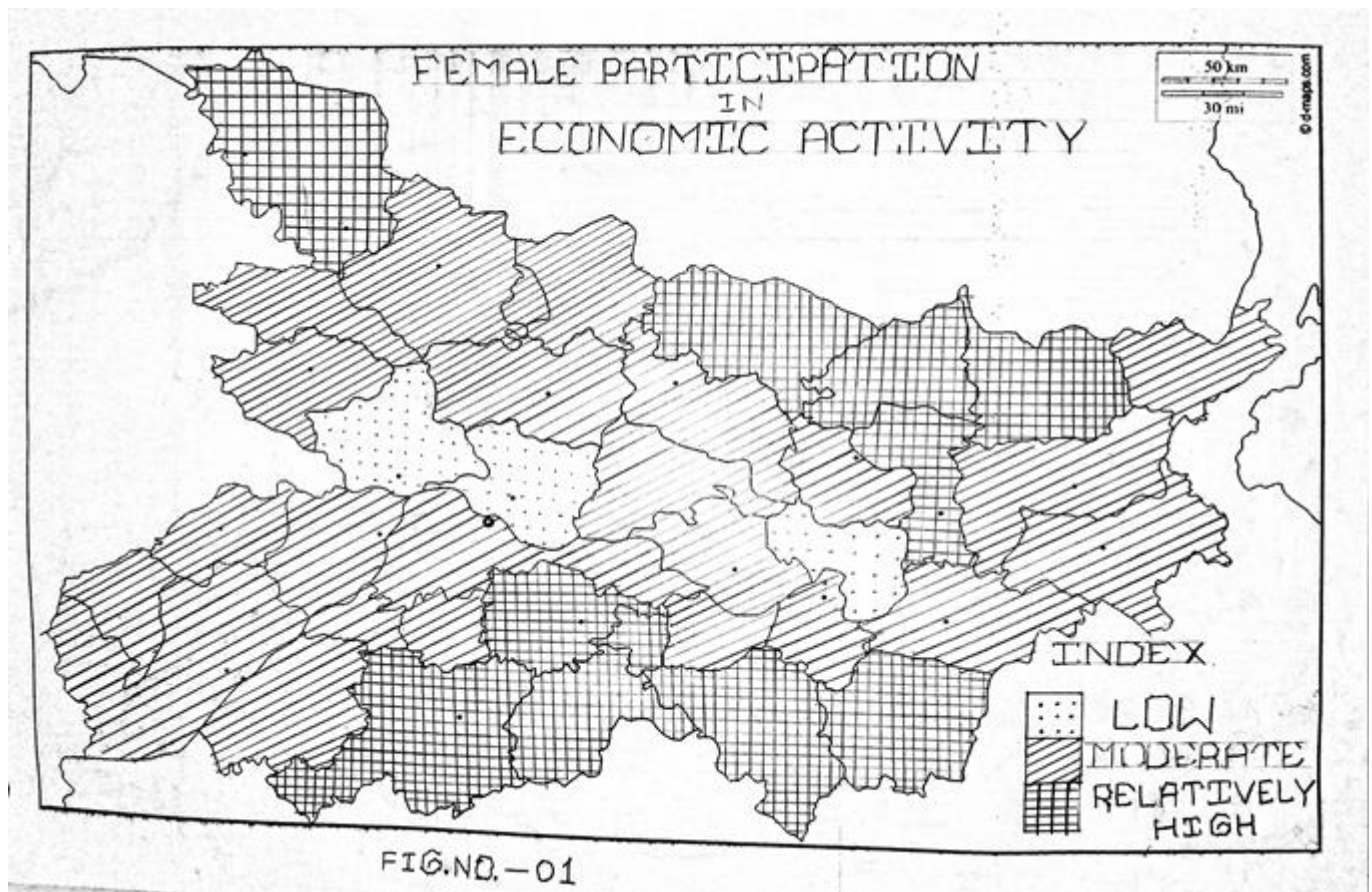 FEMALE PARTICIPATION
IN
ECONOMIC ACTIVITY
50 km
30 mi
© d-maps.com
INDEX
LOW
MODERATE
RELATIVELY
HIGH
FIG.NO.-01